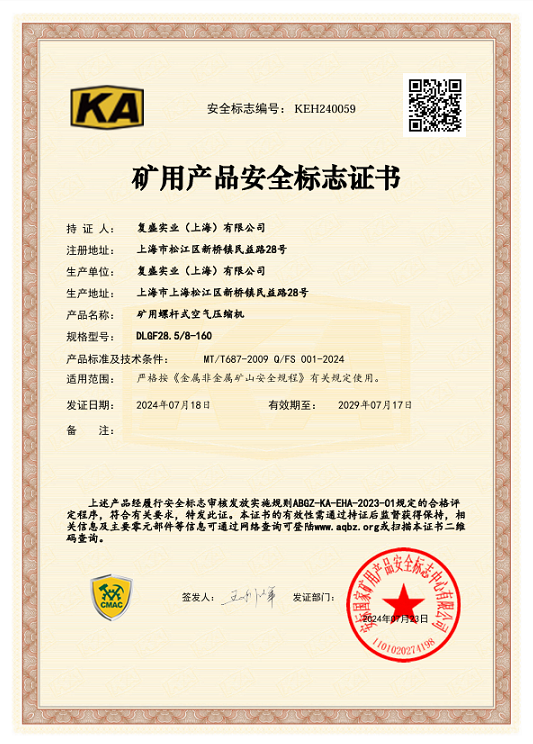 KA
安全标志编号： KEH240059
矿用产品安全标志证书
持 证 人： 复盛实业（上海）有限公司
注册地址： 上海市松江区新桥镇民益路28号
生产单位： 复盛实业（上海）有限公司
生产地址： 上海市上海松江区新桥镇民益路28号
产品名称： 矿用螺杆式空气压缩机
规格型号： DLGF28.5/8-160
产品标准及技术条件： MT/T687-2009 Q/FS 001-2024
适用范围： 严格按《金属非金属矿山安全规程》有关规定使用。
发证日期： 2024年07月18日 有效期至： 2029年07月17日
备 注：
上述产品经履行安全标志审核发放实施规则ABGZ-KA-EHA-2023-01规定的合格评
定程序，符合有关要求，特发此证。本证书的有效性需通过持证后监督获得保持，相
关信息及主要零元部件等信息可通过网络查询可登陆www.aqbz.org或扫描本证书二维
码查询。
CMAC
签发人： 发证部门：
安标国家矿用产品安全标志中心有限公司
2024年07月23日
1101020274198